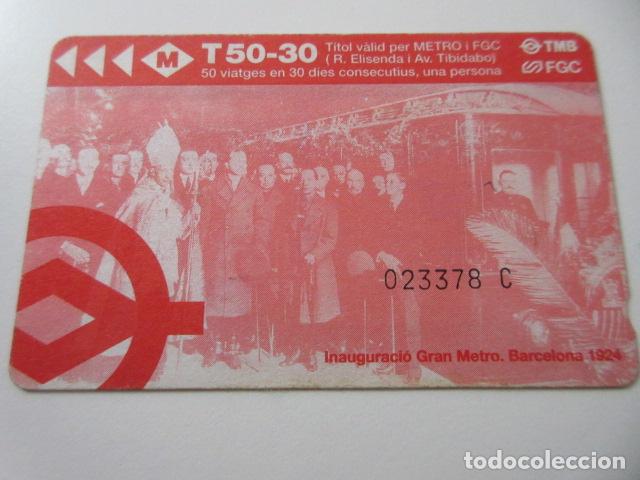 M T50-30 Títol vàlid per METRO i FGC
( R. Elisenda i Av. Tibidabo)
50 viatges en 30 dies consecutius, una persona
TMB
FGC
023378 C
Inauguració Gran Metro. Barcelona 1924
todocoleccion